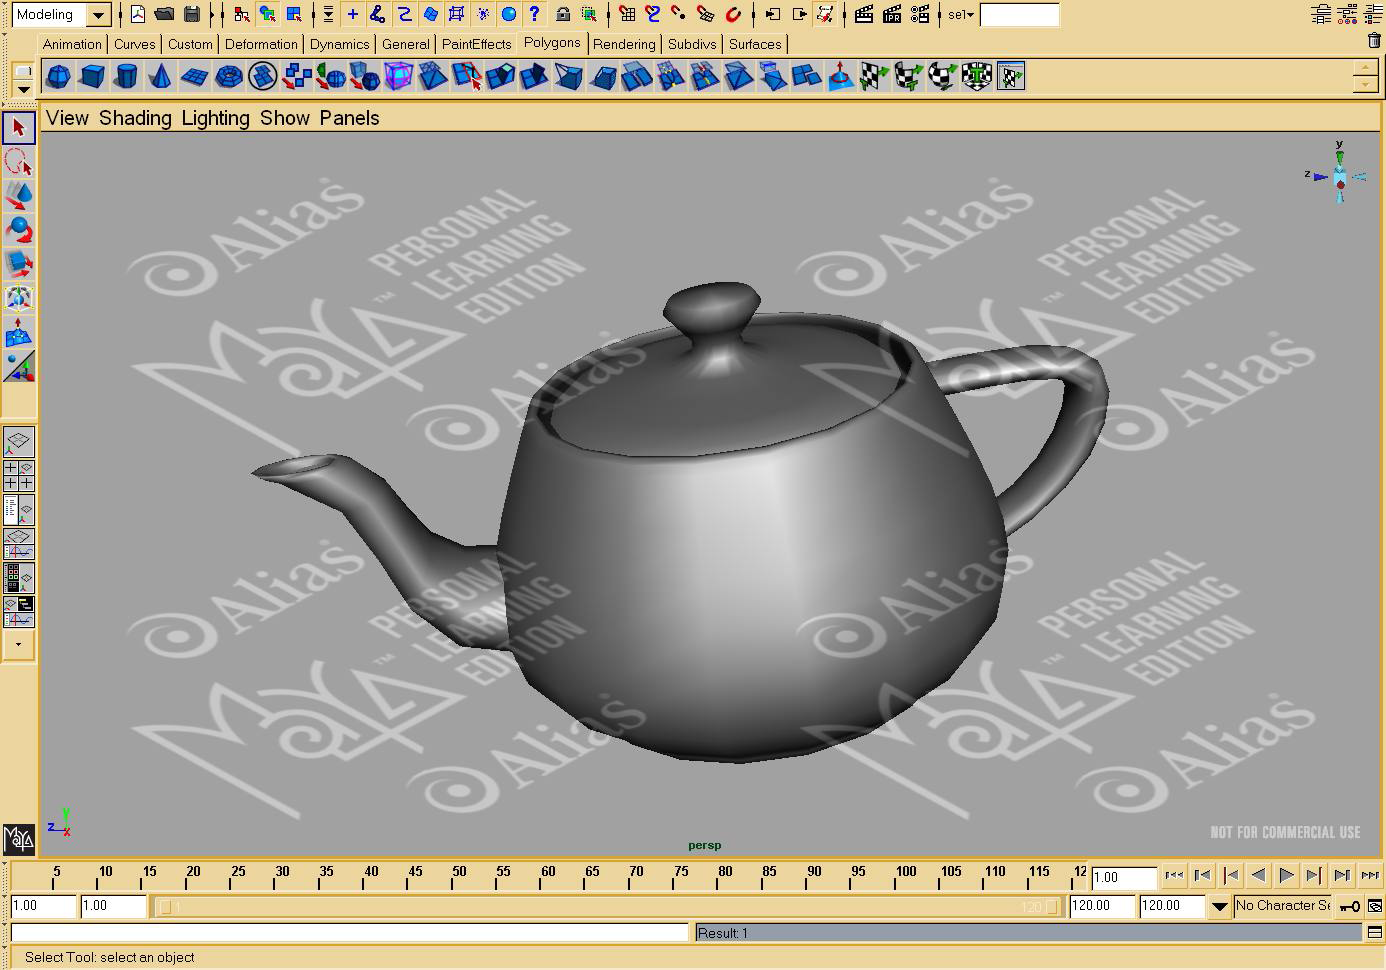 Modeling
IPR
sel
Animation Curves Custom Deformation Dynamics General PaintEffects Polygons Rendering Subdivs Surfaces
View Shading Lighting Show Panels
y
z
Alias
PERSONAL
LEARNING
EDITION
MAYA™
Alias
Alias
PERSONAL
LEARNING
EDITION
MAYA
Alias
Alias
PERSONAL
LEARNING
EDITION
MAYA™
Alias
Alias
PERSONAL
LEARNING
EDITION
MAYA™
Alias
Y
Z X
MAYA
NOT FOR COMMERCIAL USE
persp
5 10 15 20 25 30 35 40 45 50 55 60 65 70 75 80 85 90 95 100 105 110 115 12
1.00
1.00 1.00 1 120 120.00 120.00 No Character Se
Result: 1
Select Tool: select an object